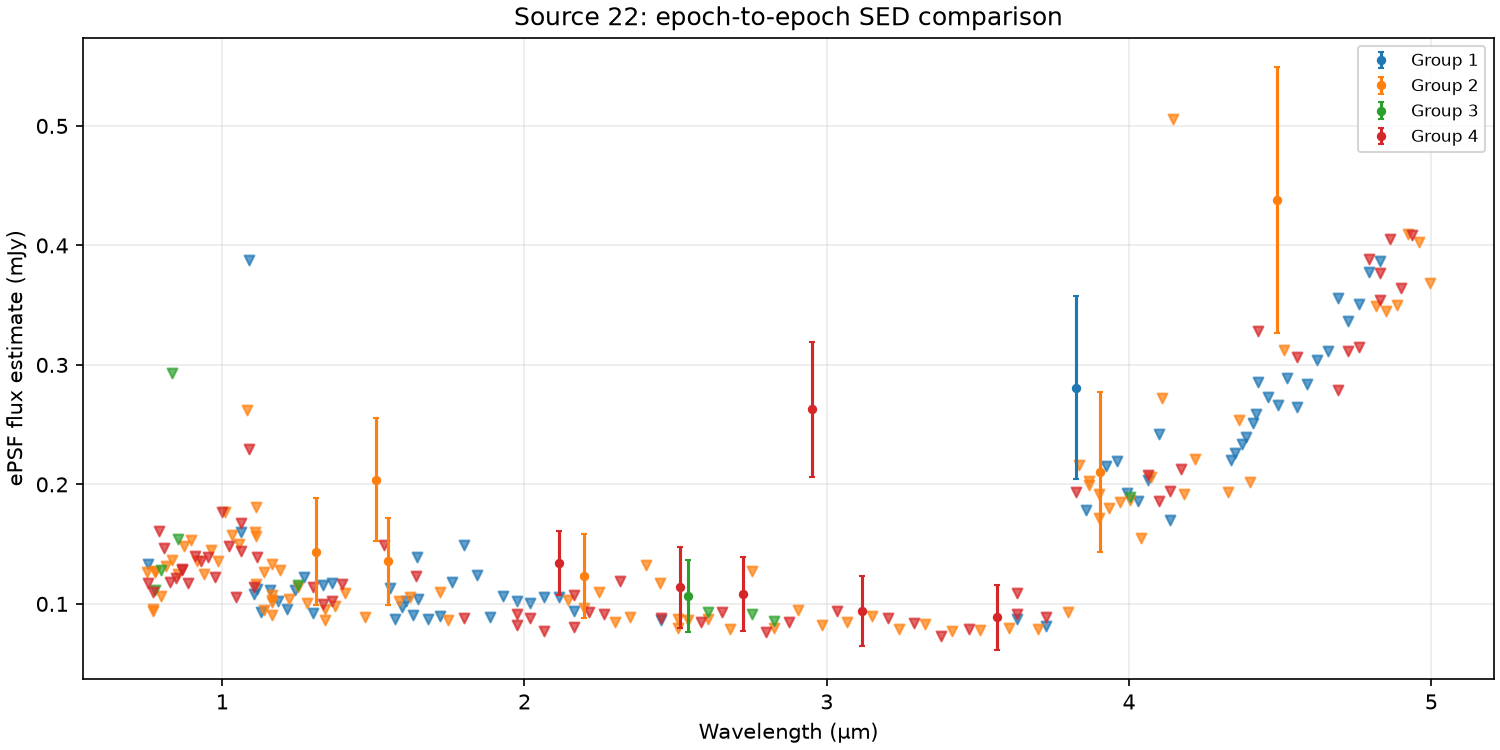 Source 22: epoch-to-epoch SED comparison
ePSF flux estimate (mJy)
0.5
0.4
0.3
0.2
0.1
Group 1
Group 2
Group 3
Group 4
1 2 3 4 5
Wavelength (μm)